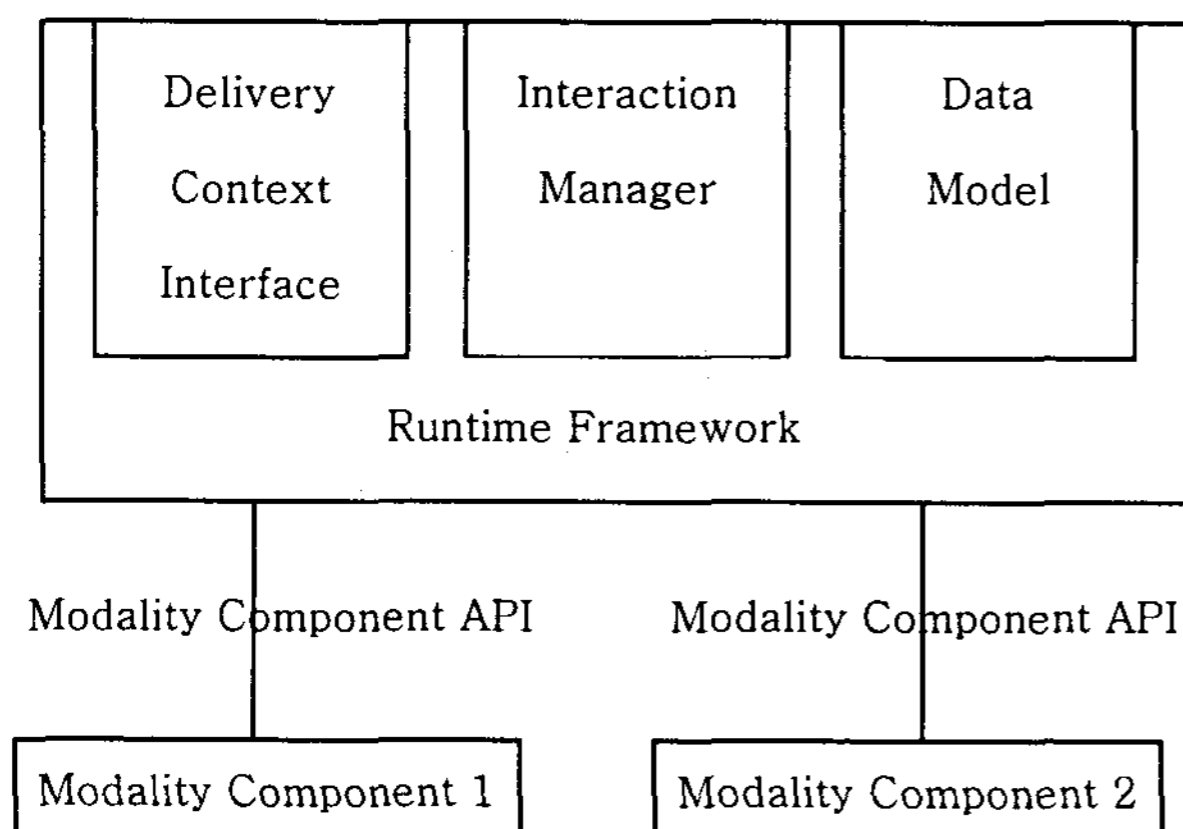 Delivery
Context
Interface
Interaction
Manager
Data
Model
Runtime Framework
Modality Component API
Modality Component API
Modality Component 1
Modality Component 2